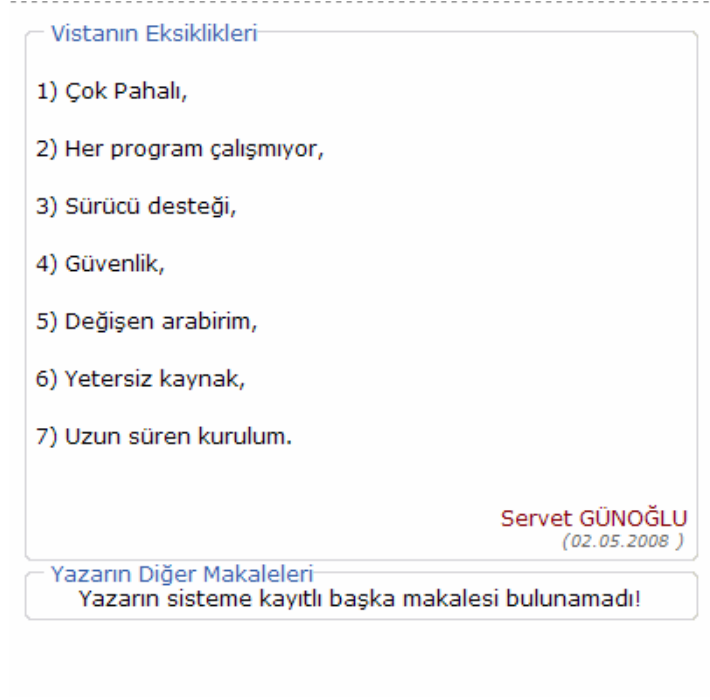 Vistanın Eksiklikleri
1) Çok Pahalı,
2) Her program çalışmıyor,
3) Sürücü desteği,
4) Güvenlik,
5) Değişen arabirim,
6) Yetersiz kaynak,
7) Uzun süren kurulum.
Servet GÜNOĞLU
(02.05.2008 )
Yazarın Diğer Makaleleri
Yazarın sisteme kayıtlı başka makalesi bulunamadı!